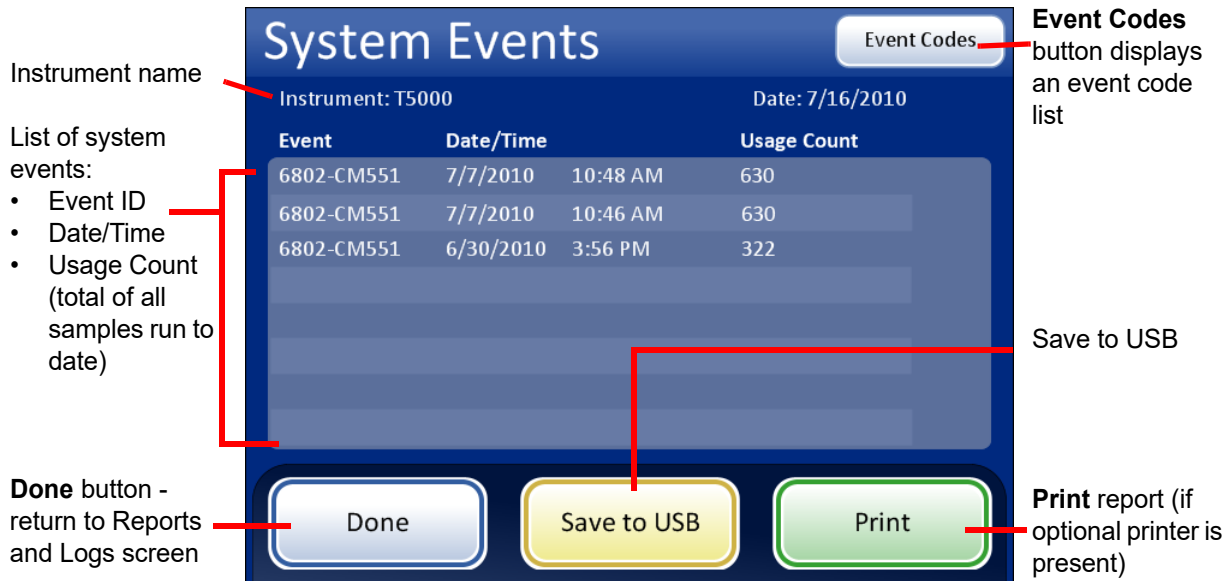 Instrument name
List of system
events:
• Event ID
• Date/Time
• Usage Count
(total of all
samples run to
date)
Done button -
return to Reports
and Logs screen
System Events
Event Codes
Instrument: T5000 Date: 7/16/2010
Event Date/Time Usage Count
6802-CM551 7/7/2010 10:48 AM 630
6802-CM551 7/7/2010 10:46 AM 630
6802-CM551 6/30/2010 3:56 PM 322
Done
Save to USB
Print
Event Codes
button displays
an event code
list
Save to USB
Print report (if
optional printer is
present)